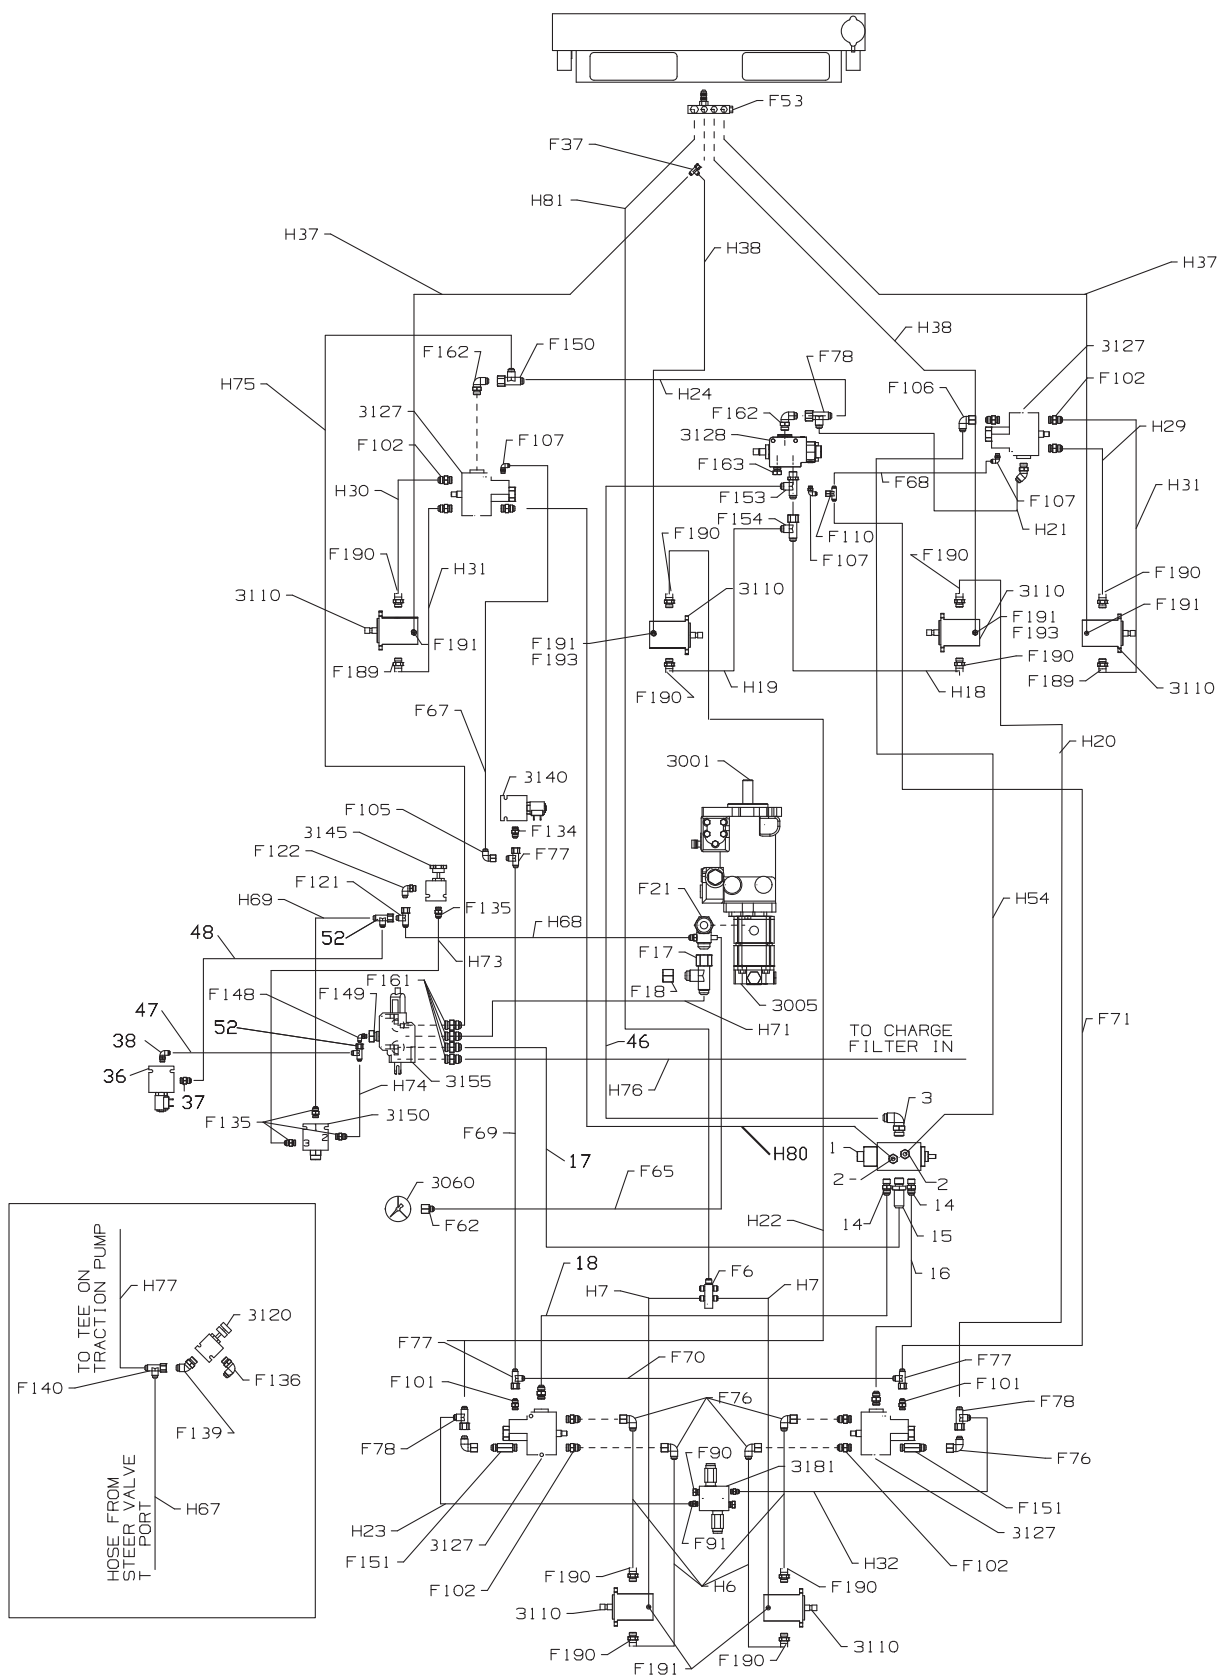 F53
F37
H81
H38
H37
H37
H38
F162
F150
F78
3127
H75
H24
F106
F102
3127
F162
F102
F107
3128
H29
F163
H30
F68
F153
F107
H31
F154
F110
H21
F190
F107
F190
F190
H31
F190
3110
3110
3110
F191
F191
F193
F191
F193
F191
F189
F190
F190
H19
H18
F189
3110
F67
H20
3001
3140
F105
F134
3145
F77
F122
F21
F121
F135
H69
H54
52
H68
48
F17
H73
F161
F18
F148
F149
3005
47
52
H71
F71
TO CHARGE
FILTER IN
38
46
36
H74
3155
H76
37
3
F135
3150
2
3
F69
1
H80
17
2
2
F65
3060
14
14
F62
H22
15
18
F6
16
H7
H7
TO TEE ON
TRACTION PUMP
H77
3120
F77
F70
F77
F140
F136
F101
F76
F101
F78
F139
F78
F90
3181
F76
HOSE FROM
STEER VALVE
T PORT
H67
F151
H23
F91
3127
3127
F151
H32
F102
F102
F190
H6
F190
3110
3110
F190
F191
F190